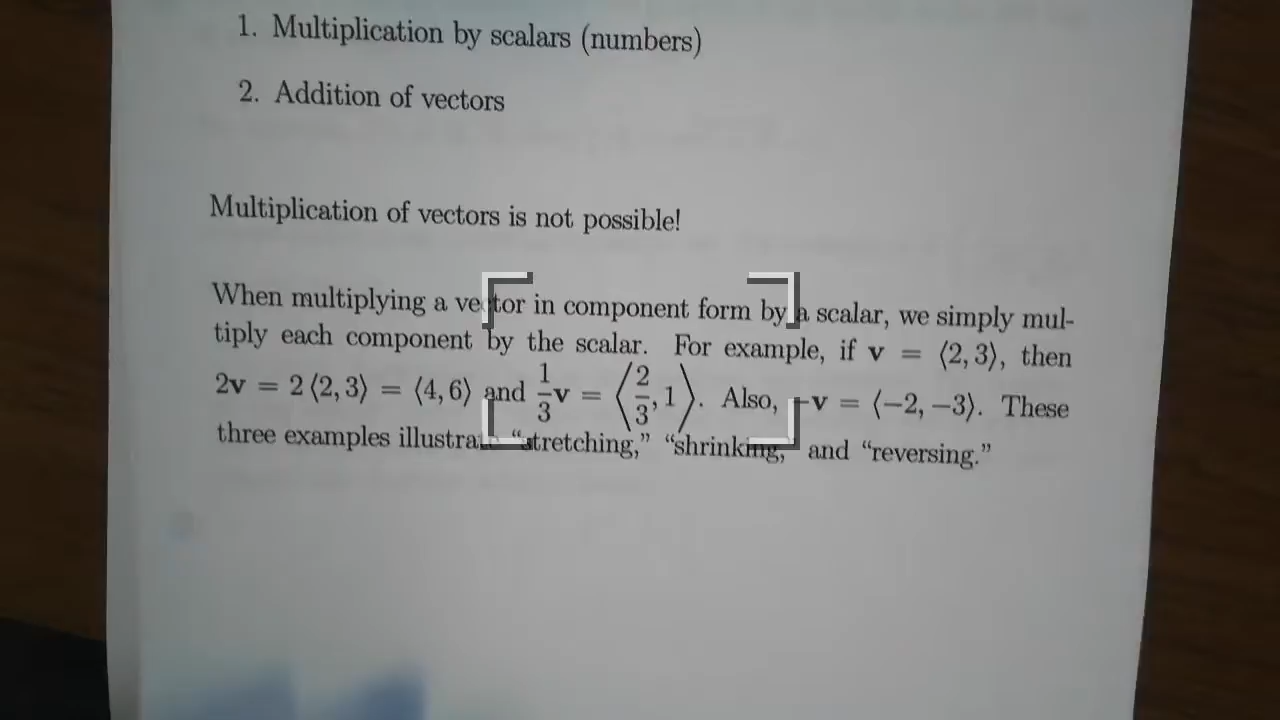 1. Multiplication by scalars (numbers)
2. Addition of vectors
Multiplication of vectors is not possible!
When multiplying a vector in component form by a scalar, we simply mul-
tiply each component by the scalar. For example, if v = ⟨2, 3⟩, then
2v = 2 ⟨2, 3⟩ = ⟨4, 6⟩ and 1/3 v = ⟨2/3, 1⟩. Also, −v = ⟨−2, −3⟩. These
three examples illustrate “stretching,” “shrinking,” and “reversing.”